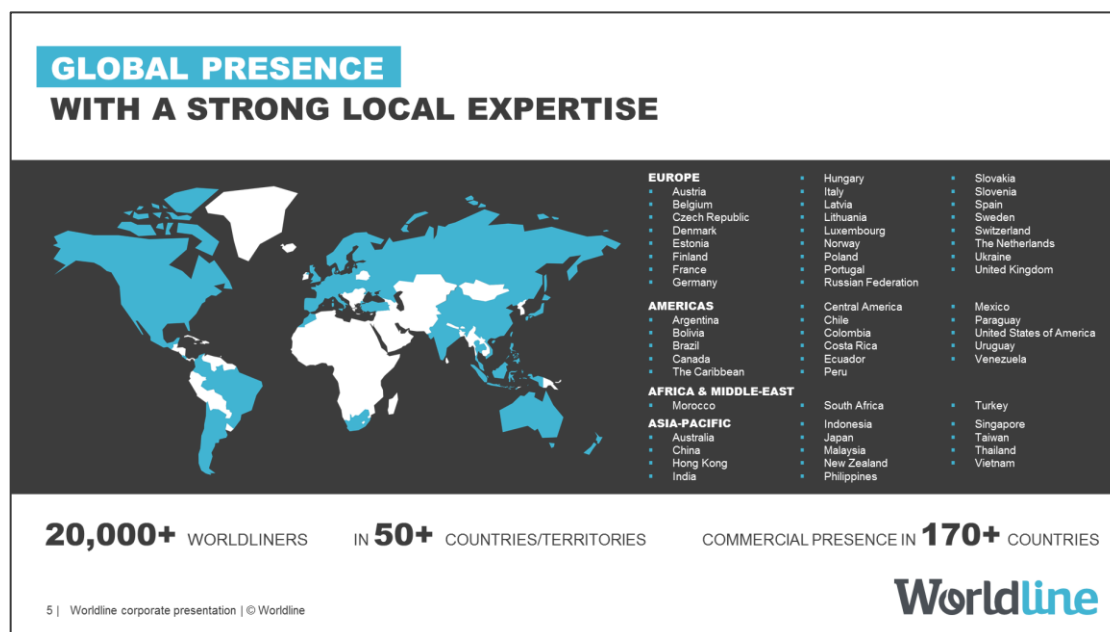 GLOBAL PRESENCE
WITH A STRONG LOCAL EXPERTISE
EUROPE
▪ Austria
▪ Belgium
▪ Czech Republic
▪ Denmark
▪ Estonia
▪ Finland
▪ France
▪ Germany
▪ Hungary
▪ Italy
▪ Latvia
▪ Lithuania
▪ Luxembourg
▪ Norway
▪ Poland
▪ Portugal
▪ Russian Federation
▪ Slovakia
▪ Slovenia
▪ Spain
▪ Sweden
▪ Switzerland
▪ The Netherlands
▪ Ukraine
▪ United Kingdom
AMERICAS
▪ Argentina
▪ Bolivia
▪ Brazil
▪ Canada
▪ The Caribbean
▪ Central America
▪ Chile
▪ Colombia
▪ Costa Rica
▪ Ecuador
▪ Peru
▪ Mexico
▪ Paraguay
▪ United States of America
▪ Uruguay
▪ Venezuela
AFRICA & MIDDLE-EAST
▪ Morocco
▪ South Africa
▪ Turkey
ASIA-PACIFIC
▪ Australia
▪ China
▪ Hong Kong
▪ India
▪ Indonesia
▪ Japan
▪ Malaysia
▪ New Zealand
▪ Philippines
▪ Singapore
▪ Taiwan
▪ Thailand
▪ Vietnam
20,000+ WORLDLINERS
IN 50+ COUNTRIES/TERRITORIES
COMMERCIAL PRESENCE IN 170+ COUNTRIES
5 | Worldline corporate presentation | © Worldline
Worldline